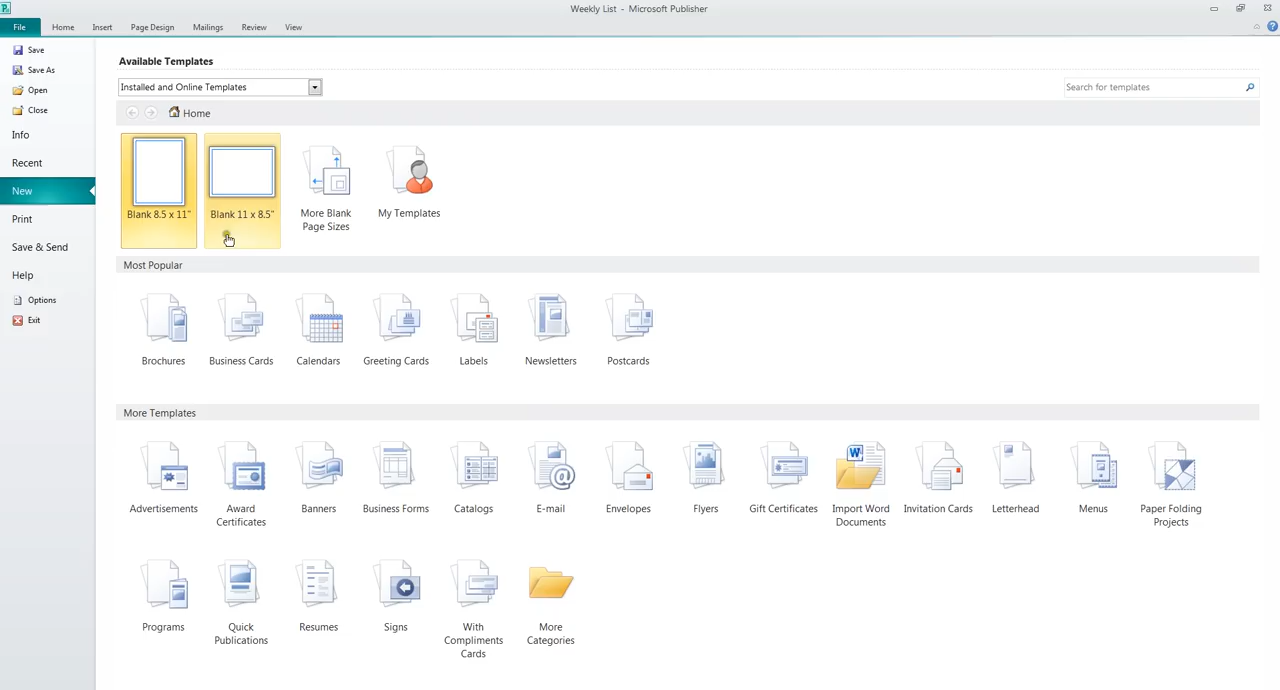 Weekly List - Microsoft Publisher
File Home Insert Page Design Mailings Review View
Save
Save As
Open
Close
Info
Recent
New
Print
Save & Send
Help
Options
Exit
Available Templates
Installed and Online Templates
Search for templates
Home
Blank 8.5 x 11"
Blank 11 x 8.5"
More Blank
Page Sizes
My Templates
Most Popular
Brochures
Business Cards
Calendars
Greeting Cards
Labels
Newsletters
Postcards
More Templates
Advertisements
Award
Certificates
Banners
Business Forms
Catalogs
E-mail
Envelopes
Flyers
Gift Certificates
Import Word
Documents
Invitation Cards
Letterhead
Menus
Paper Folding
Projects
Programs
Quick
Publications
Resumes
Signs
With
Compliments
Cards
More
Categories